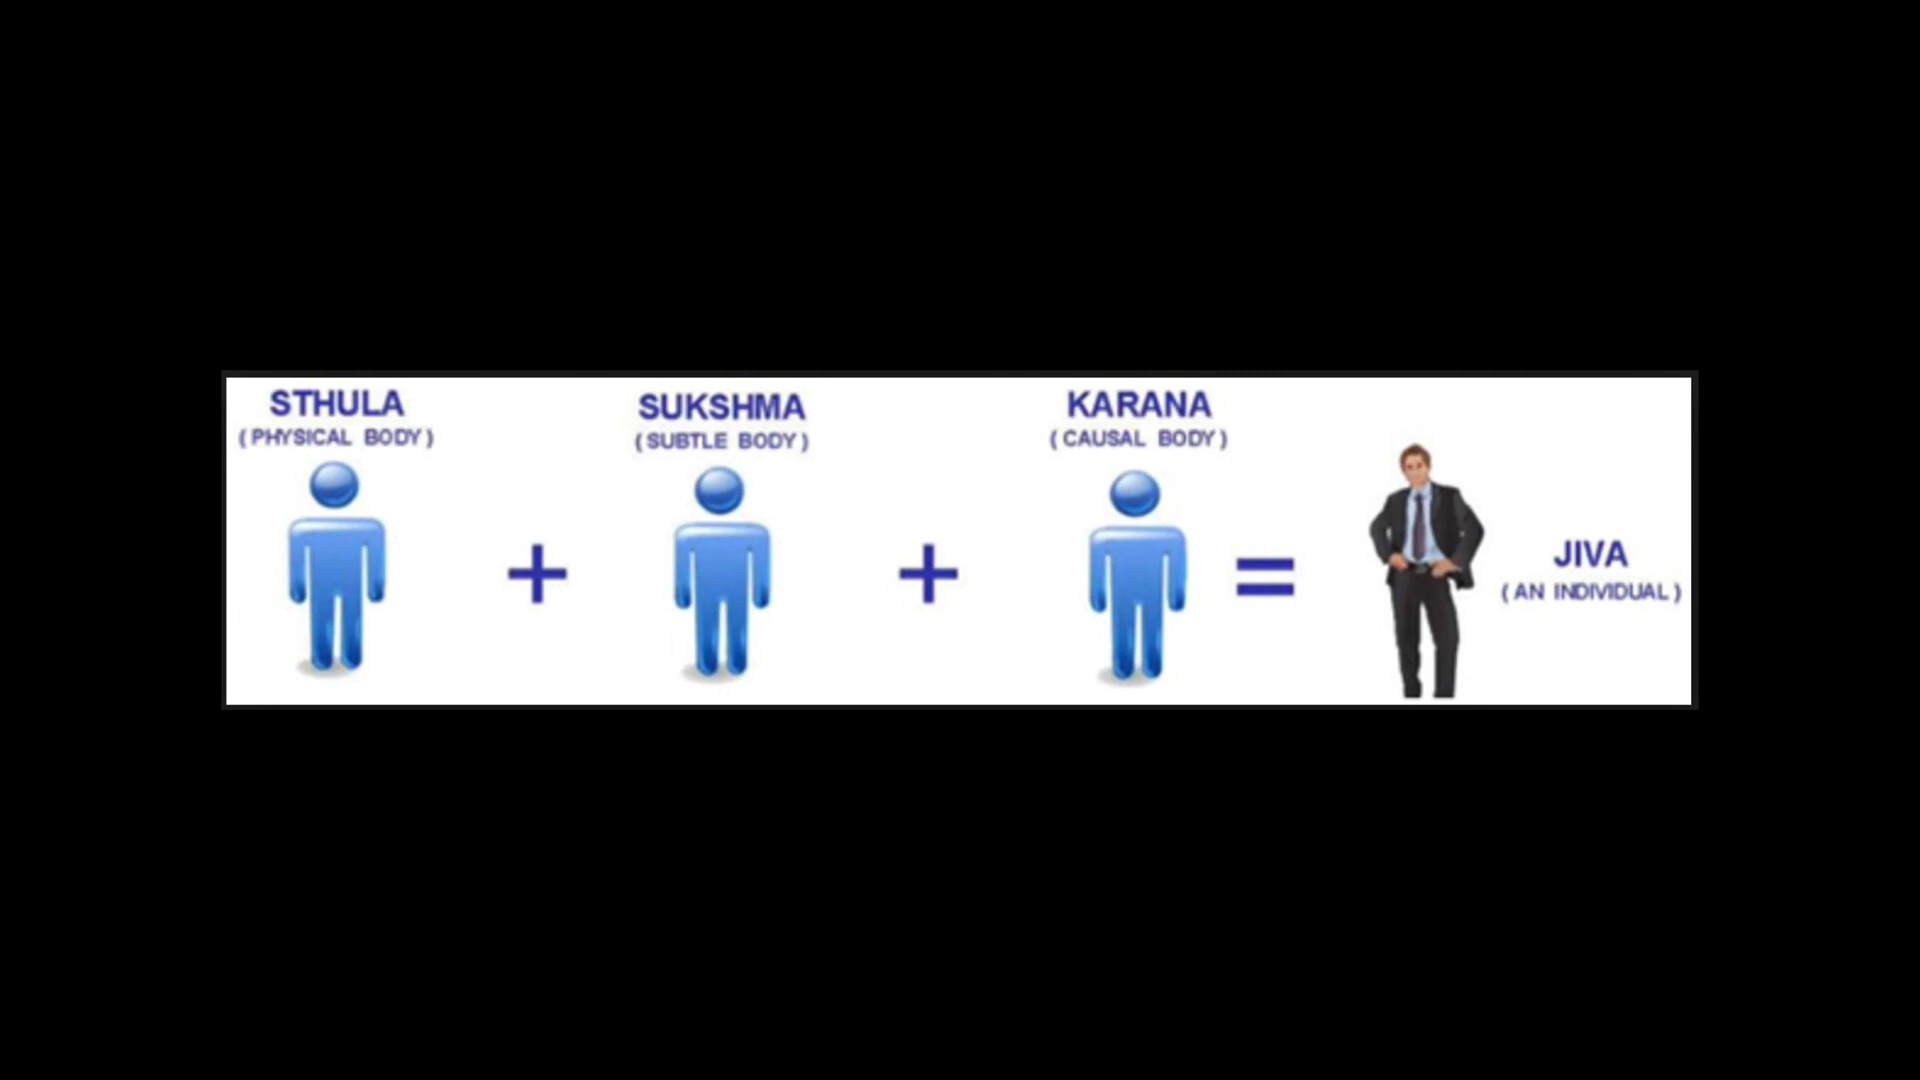 STHULA
( PHYSICAL BODY )
+
SUKSHMA
( SUBTLE BODY )
+
KARANA
( CAUSAL BODY )
=
JIVA
( AN INDIVIDUAL )